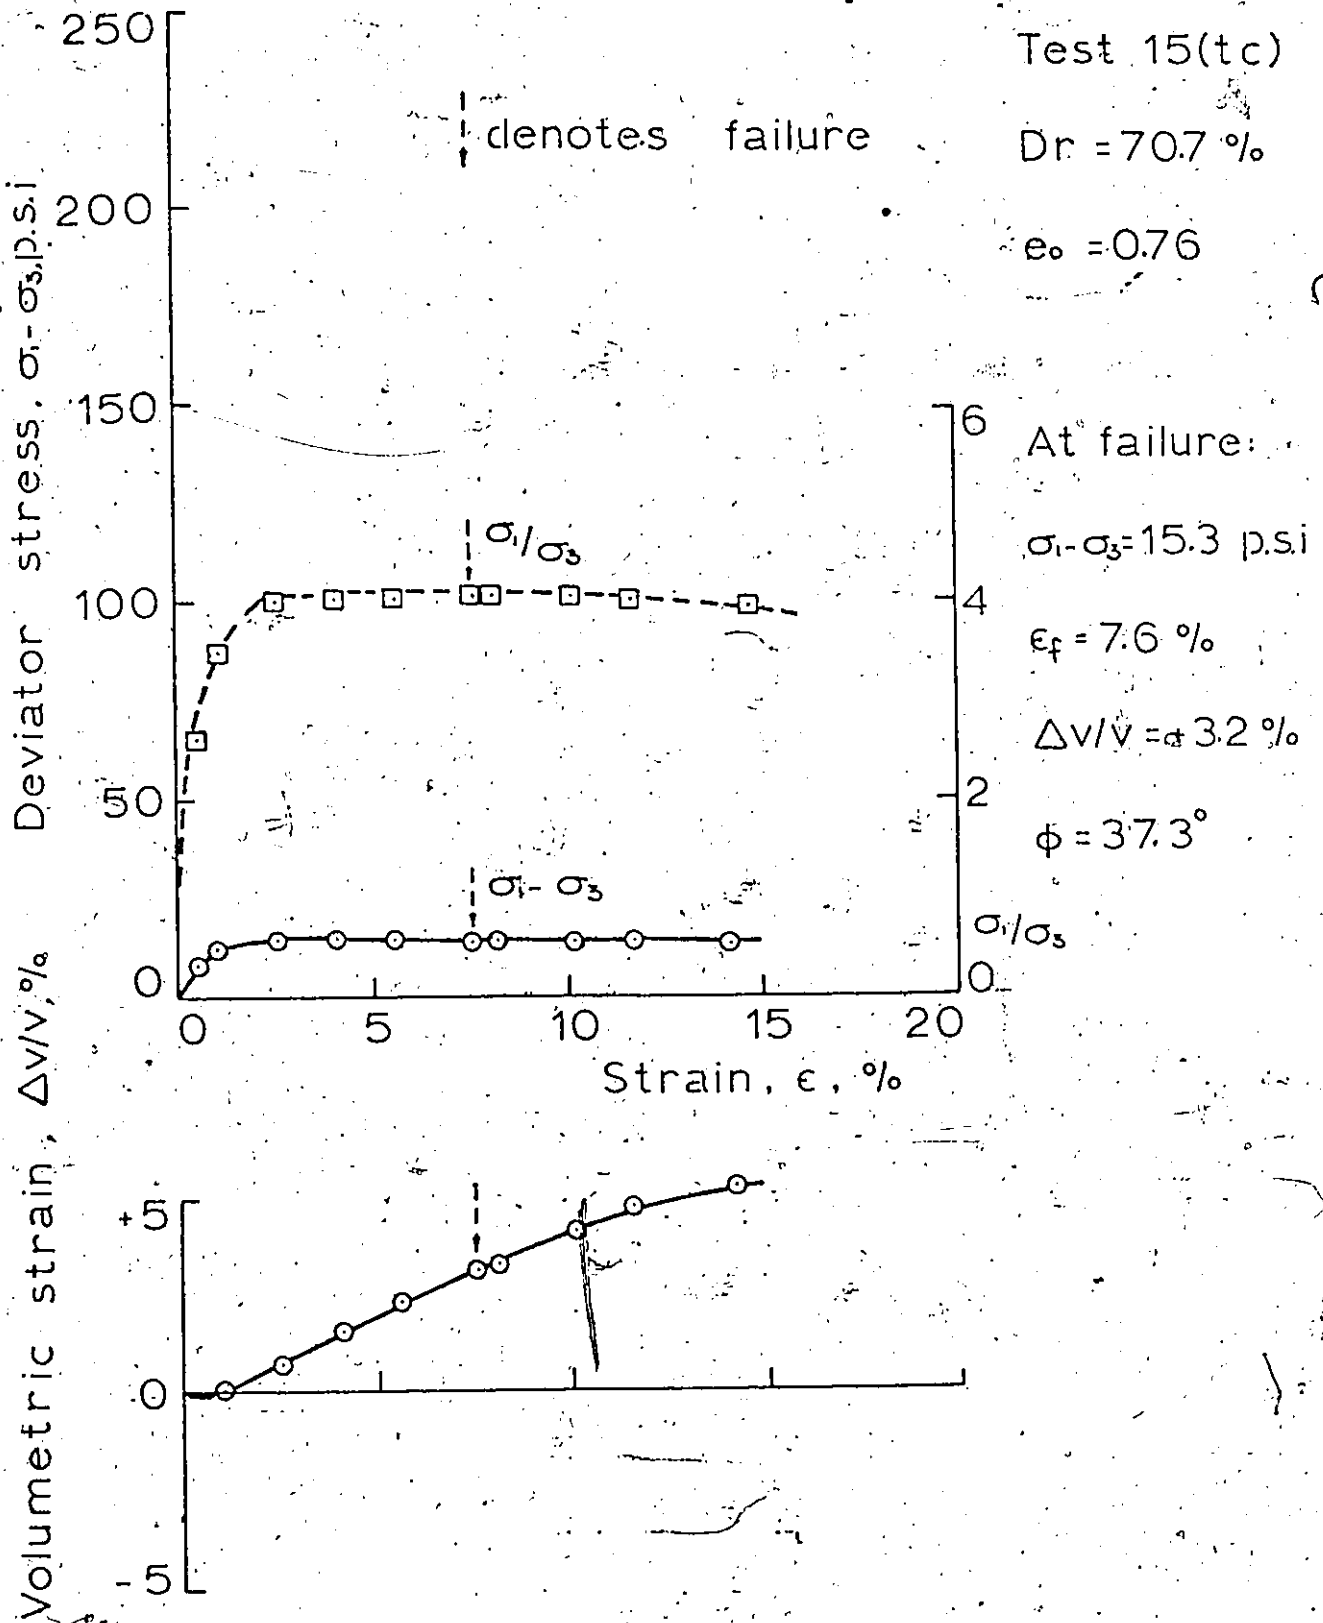 Test 15(tc)
Dr = 70.7 %
e₀ = 0.76
denotes failure
At failure:
σ₁-σ₃=15.3 p.s.i
ϵf = 7.6 %
Δv/v = + 3.2 %
ϕ = 37.3°
Deviator stress, σ₁-σ₃,p.s.i
250
200
150
100
50
0
6
4
2
0
σ₁/σ₃
σ₁/σ₃
σ₁- σ₃
0 5 10 15 20
Strain, ϵ, %
Volumetric strain, Δv/v,%
+5
0
-5